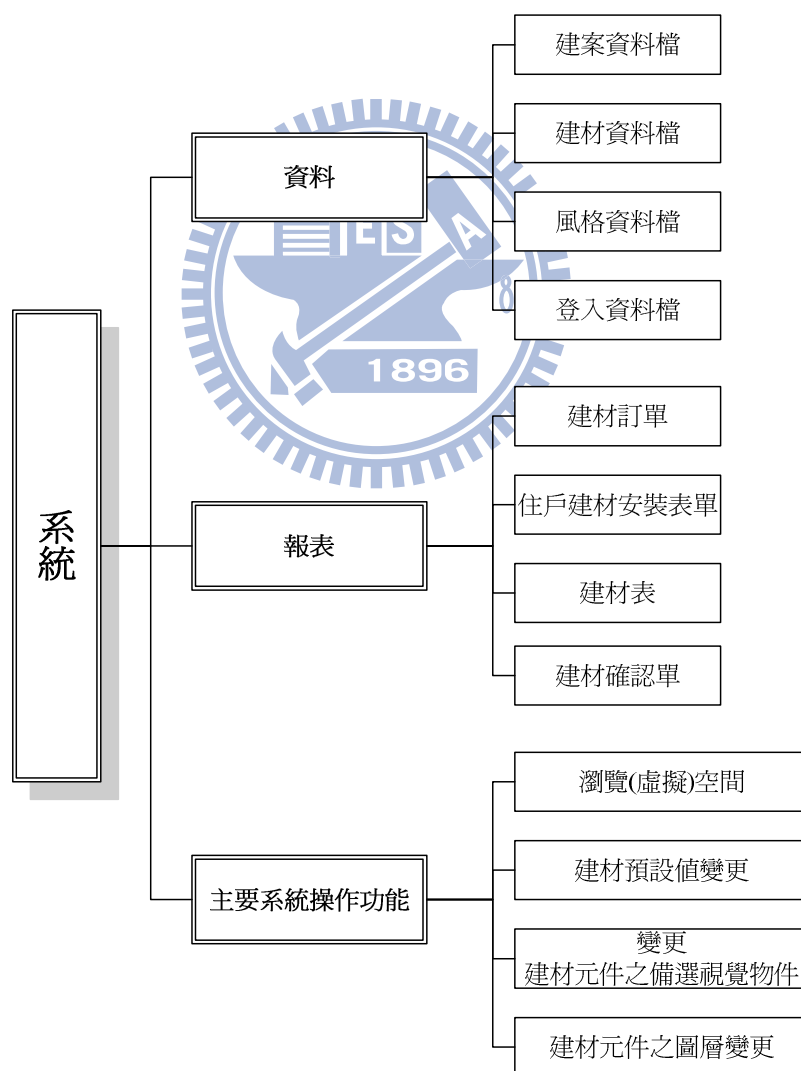 系統
資料
建案資料檔
建材資料檔
風格資料檔
登入資料檔
ESA
1896
報表
建材訂單
住戶建材安裝表單
建材表
建材確認單
主要系統操作功能
瀏覽(虛擬)空間
建材預設值變更
變更
建材元件之備選視覺物件
建材元件之圖層變更